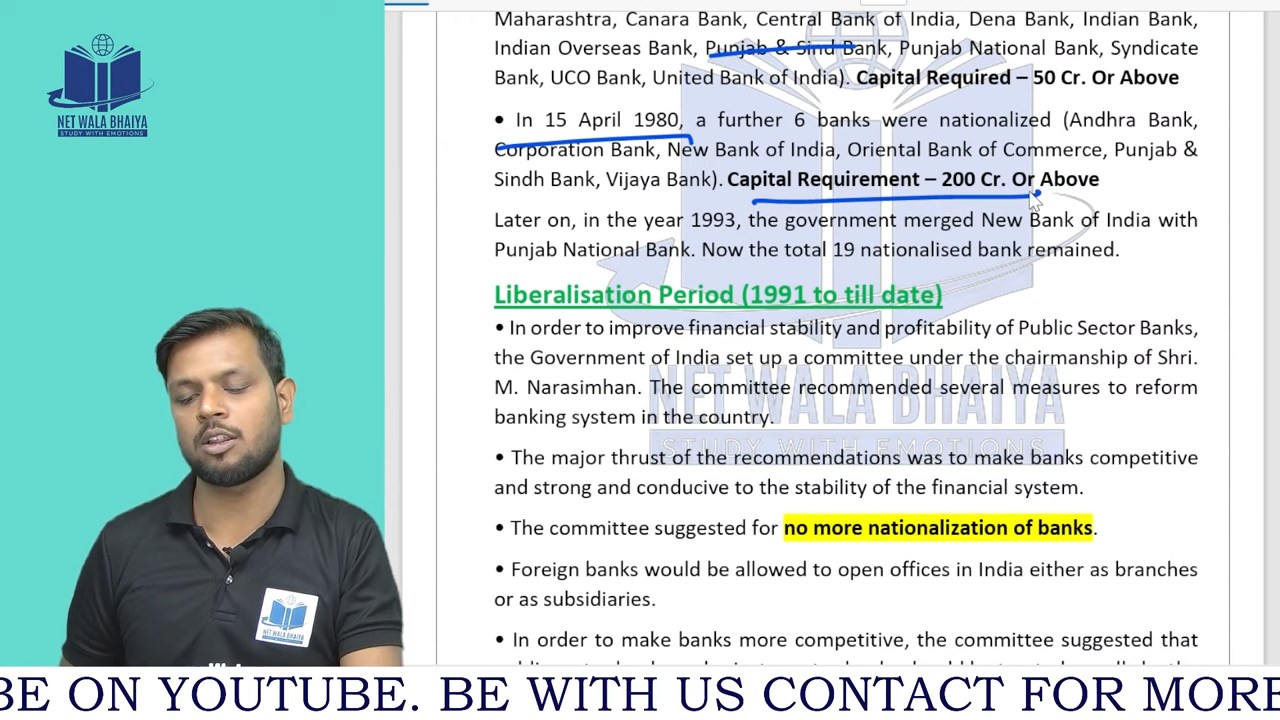 Maharashtra, Canara Bank, Central Bank of India, Dena Bank, Indian Bank,
Indian Overseas Bank, Punjab & Sind Bank, Punjab National Bank, Syndicate
Bank, UCO Bank, United Bank of India). Capital Required – 50 Cr. Or Above
• In 15 April 1980, a further 6 banks were nationalized (Andhra Bank,
Corporation Bank, New Bank of India, Oriental Bank of Commerce, Punjab &
Sindh Bank, Vijaya Bank). Capital Requirement – 200 Cr. Or Above
Later on, in the year 1993, the government merged New Bank of India with
Punjab National Bank. Now the total 19 nationalised bank remained.
Liberalisation Period (1991 to till date)
• In order to improve financial stability and profitability of Public Sector Banks,
the Government of India set up a committee under the chairmanship of Shri.
M. Narasimhan. The committee recommended several measures to reform
banking system in the country.
• The major thrust of the recommendations was to make banks competitive
and strong and conducive to the stability of the financial system.
• The committee suggested for no more nationalization of banks.
• Foreign banks would be allowed to open offices in India either as branches
or as subsidiaries.
• In order to make banks more competitive, the committee suggested that
NET WALA BHAIYA
STUDY WITH EMOTIONS
NET WALA BHAIYA
STUDY WITH EMOTIONS
NET WALA BHAIYA
BE ON YOUTUBE. BE WITH US CONTACT FOR MORE